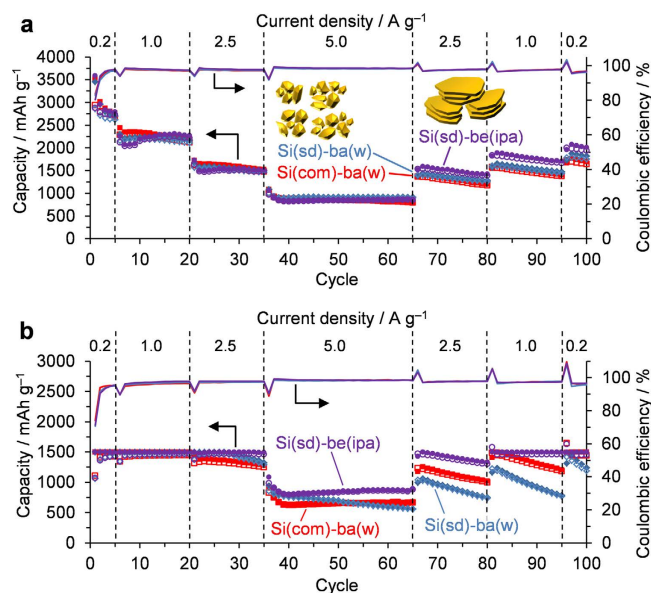 a
Current density / A g⁻¹
0.2 1.0 2.5 5.0 2.5 1.0 0.2
Capacity / mAh g⁻¹
4000
3500
3000
2500
2000
1500
1000
500
0
100
80
60
40
20
0
Coulombic efficiency / %
Si(sd)-be(ipa)
Si(sd)-ba(w)
Si(com)-ba(w)
0 10 20 30 40 50 60 70 80 90 100
Cycle
b
Current density / A g⁻¹
0.2 1.0 2.5 5.0 2.5 1.0 0.2
Capacity / mAh g⁻¹
3000
2500
2000
1500
1000
500
0
100
80
60
40
20
0
Coulombic efficiency / %
Si(sd)-be(ipa)
Si(com)-ba(w)
Si(sd)-ba(w)
0 10 20 30 40 50 60 70 80 90 100
Cycle